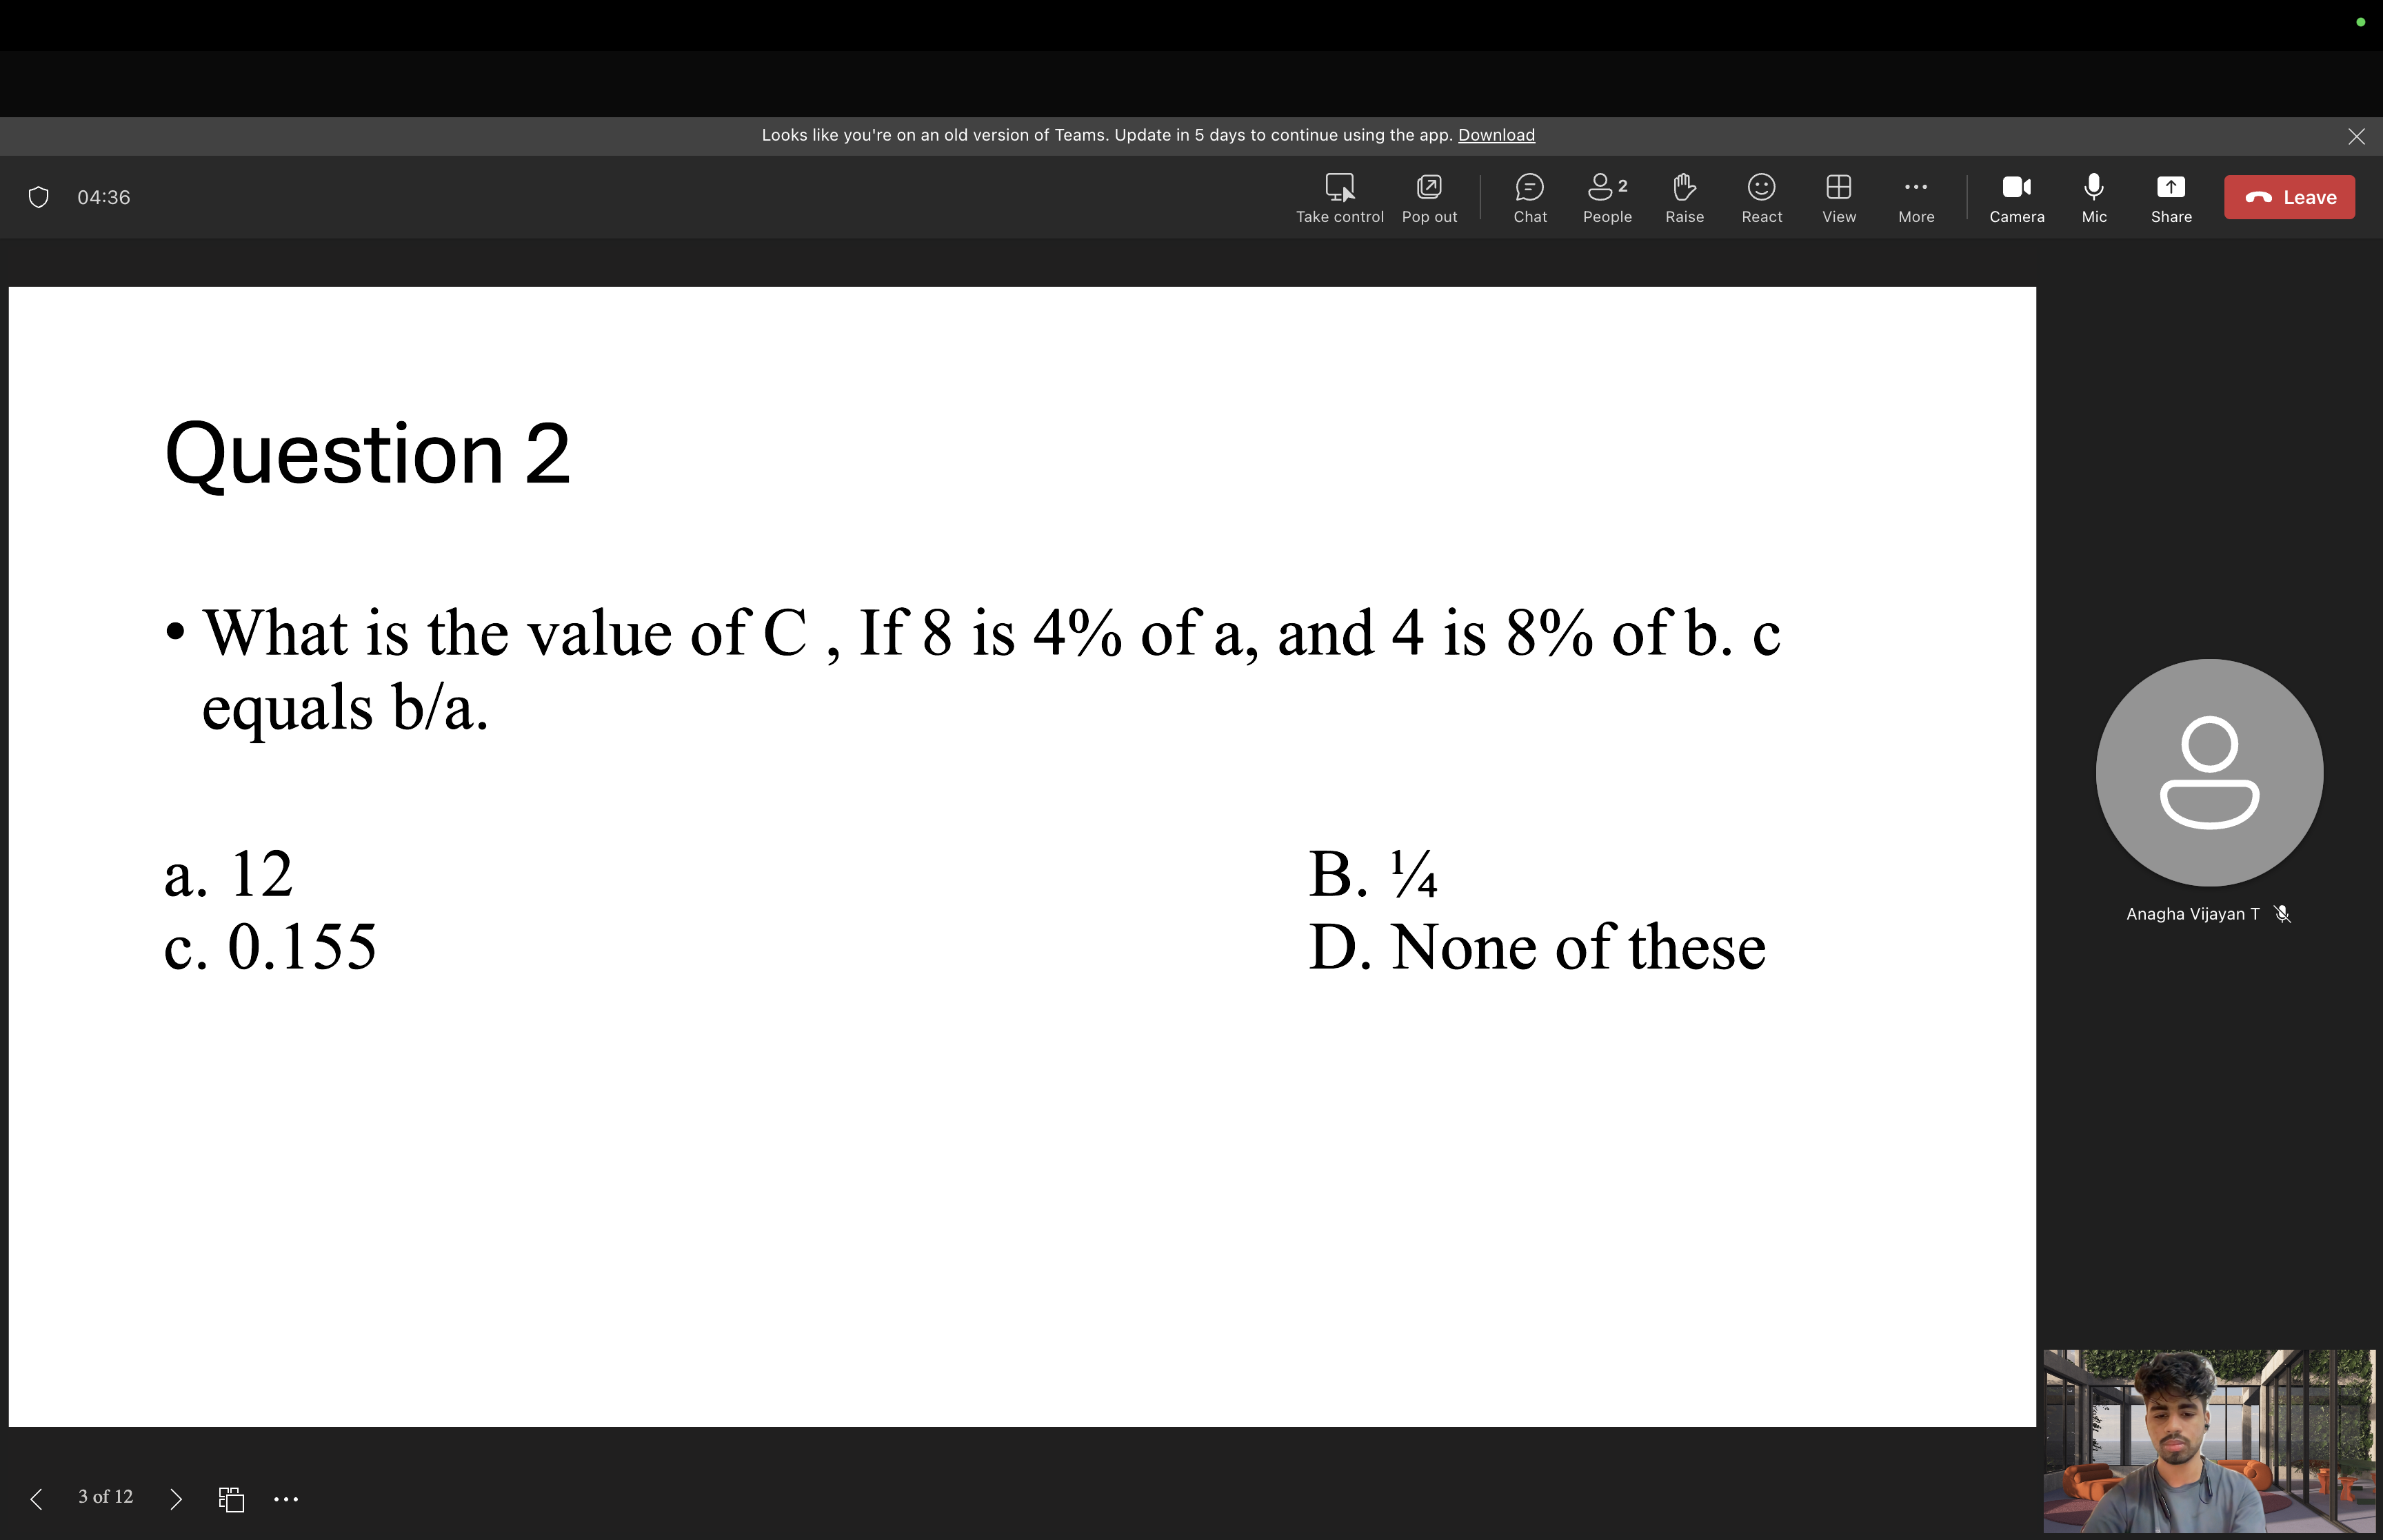 Looks like you're on an old version of Teams. Update in 5 days to continue using the app. Download
04:36
Take control
Pop out
Chat
2
People
Raise
React
View
More
Camera
Mic
Share
Leave
Question 2
• What is the value of C , If 8 is 4% of a, and 4 is 8% of b. c
equals b/a.
a. 12 B. ¼
c. 0.155 D. None of these
Anagha Vijayan T
3 of 12